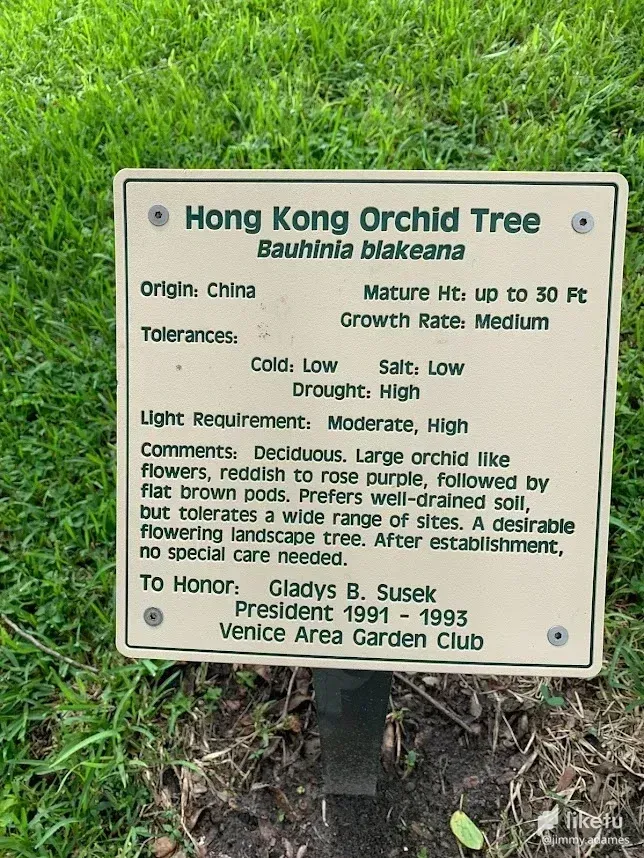 Hong Kong Orchid Tree
Bauhinia blakeana
Origin: China Mature Ht: up to 30 Ft
Growth Rate: Medium
Tolerances:
Cold: Low Salt: Low
Drought: High
Light Requirement: Moderate, High
Comments: Deciduous. Large orchid like
flowers, reddish to rose purple, followed by
flat brown pods. Prefers well-drained soil,
but tolerates a wide range of sites. A desirable
flowering landscape tree. After establishment,
no special care needed.
To Honor: Gladys B. Susek
President 1991 - 1993
Venice Area Garden Club
likefu
@jimmy.adames